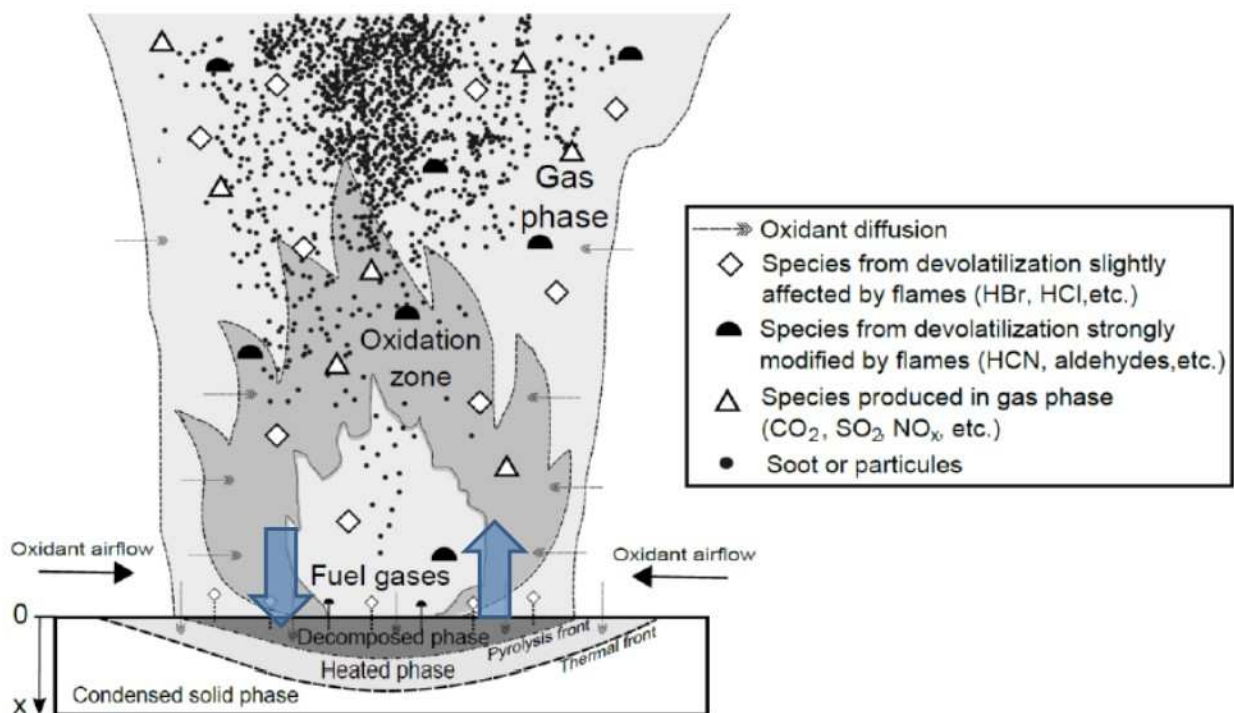 Gas
phase
Oxidation
zone
Oxidant airflow
Fuel gases
Oxidant airflow
0
Decomposed phase
Pyrolysis front
Heated phase
Thermal front
Condensed solid phase
x
Oxidant diffusion
Species from devolatilization slightly
affected by flames (HBr, HCl,etc.)
Species from devolatilization strongly
modified by flames (HCN, aldehydes,etc.)
Species produced in gas phase
(CO₂, SO₂, NOₓ, etc.)
Soot or particules